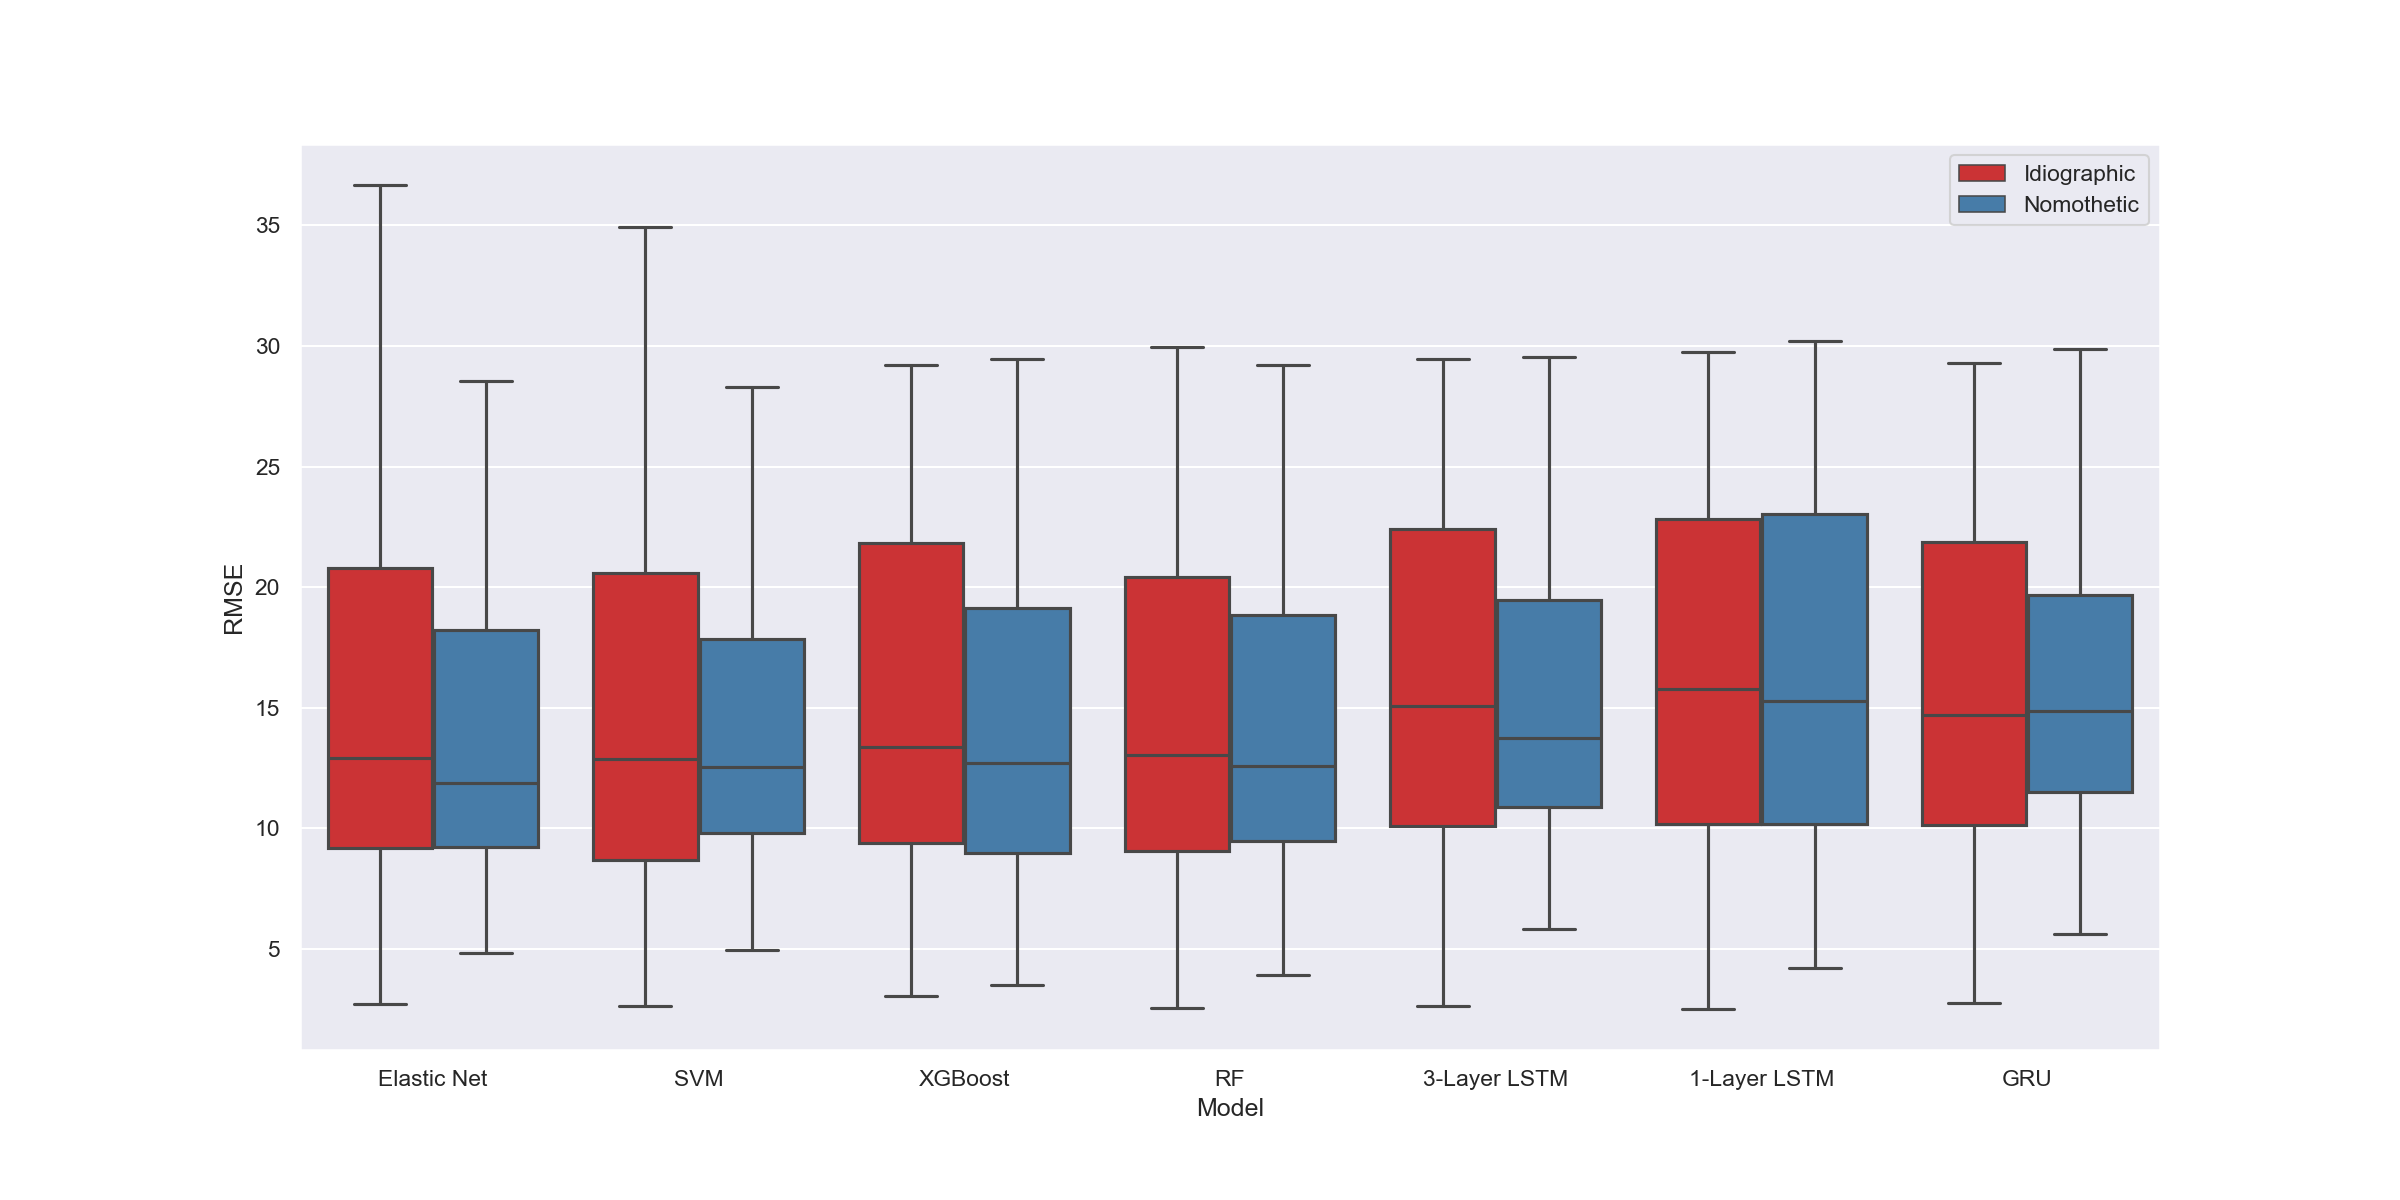 Idiographic
Nomothetic
35
30
25
20
15
10
5
RMSE
Elastic Net SVM XGBoost RF 3-Layer LSTM 1-Layer LSTM GRU
Model